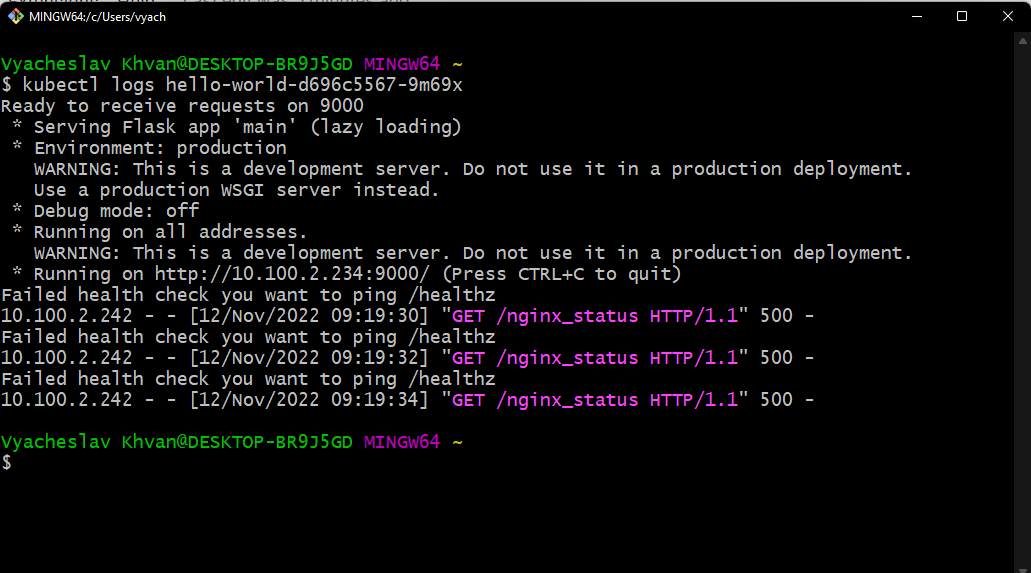 MINGW64:/c/Users/vyach
Vyacheslav Khvan@DESKTOP-BR9J5GD MINGW64 ~
$ kubectl logs hello-world-d696c5567-9m69x
Ready to receive requests on 9000
 * Serving Flask app 'main' (lazy loading)
 * Environment: production
   WARNING: This is a development server. Do not use it in a production deployment.
   Use a production WSGI server instead.
 * Debug mode: off
 * Running on all addresses.
   WARNING: This is a development server. Do not use it in a production deployment.
 * Running on http://10.100.2.234:9000/ (Press CTRL+C to quit)
Failed health check you want to ping /healthz
10.100.2.242 - - [12/Nov/2022 09:19:30] "GET /nginx_status HTTP/1.1" 500 -
Failed health check you want to ping /healthz
10.100.2.242 - - [12/Nov/2022 09:19:32] "GET /nginx_status HTTP/1.1" 500 -
Failed health check you want to ping /healthz
10.100.2.242 - - [12/Nov/2022 09:19:34] "GET /nginx_status HTTP/1.1" 500 -
Vyacheslav Khvan@DESKTOP-BR9J5GD MINGW64 ~
$